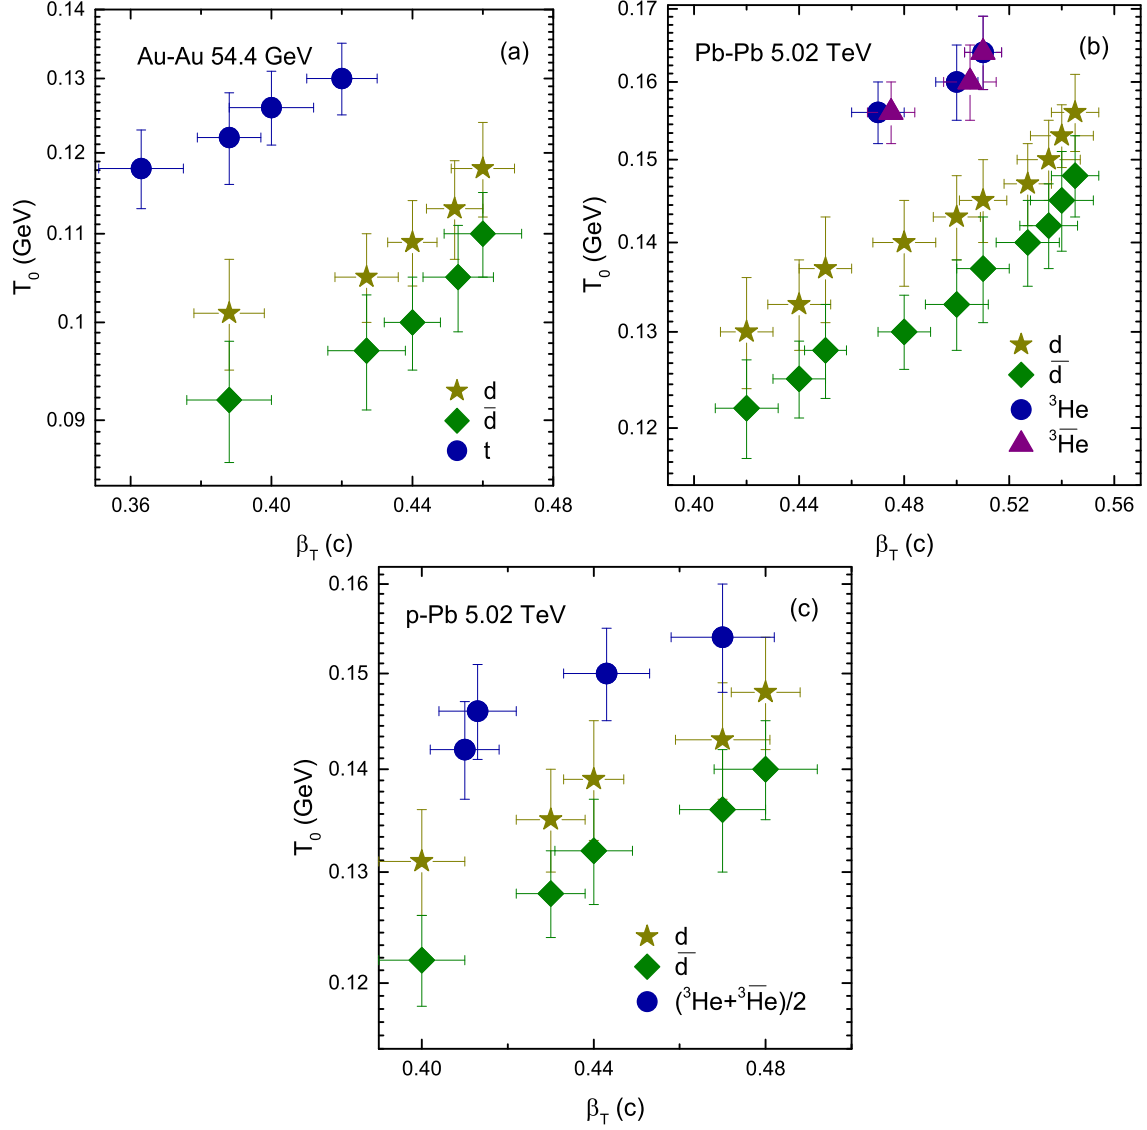 Au-Au 54.4 GeV (a)
0.14
0.13
0.12
0.11
0.1
0.09
T₀ (GeV)
d
d̅
t
0.36 0.40 0.44 0.48
β_T (c)
Pb-Pb 5.02 TeV (b)
0.17
0.16
0.15
0.14
0.13
0.12
T₀ (GeV)
d
d̅
³He
³H̅e
0.40 0.44 0.48 0.52 0.56
β_T (c)
p-Pb 5.02 TeV (c)
0.16
0.15
0.14
0.13
0.12
T₀ (GeV)
d
d̅
(³He+³H̅e)/2
0.40 0.44 0.48
β_T (c)